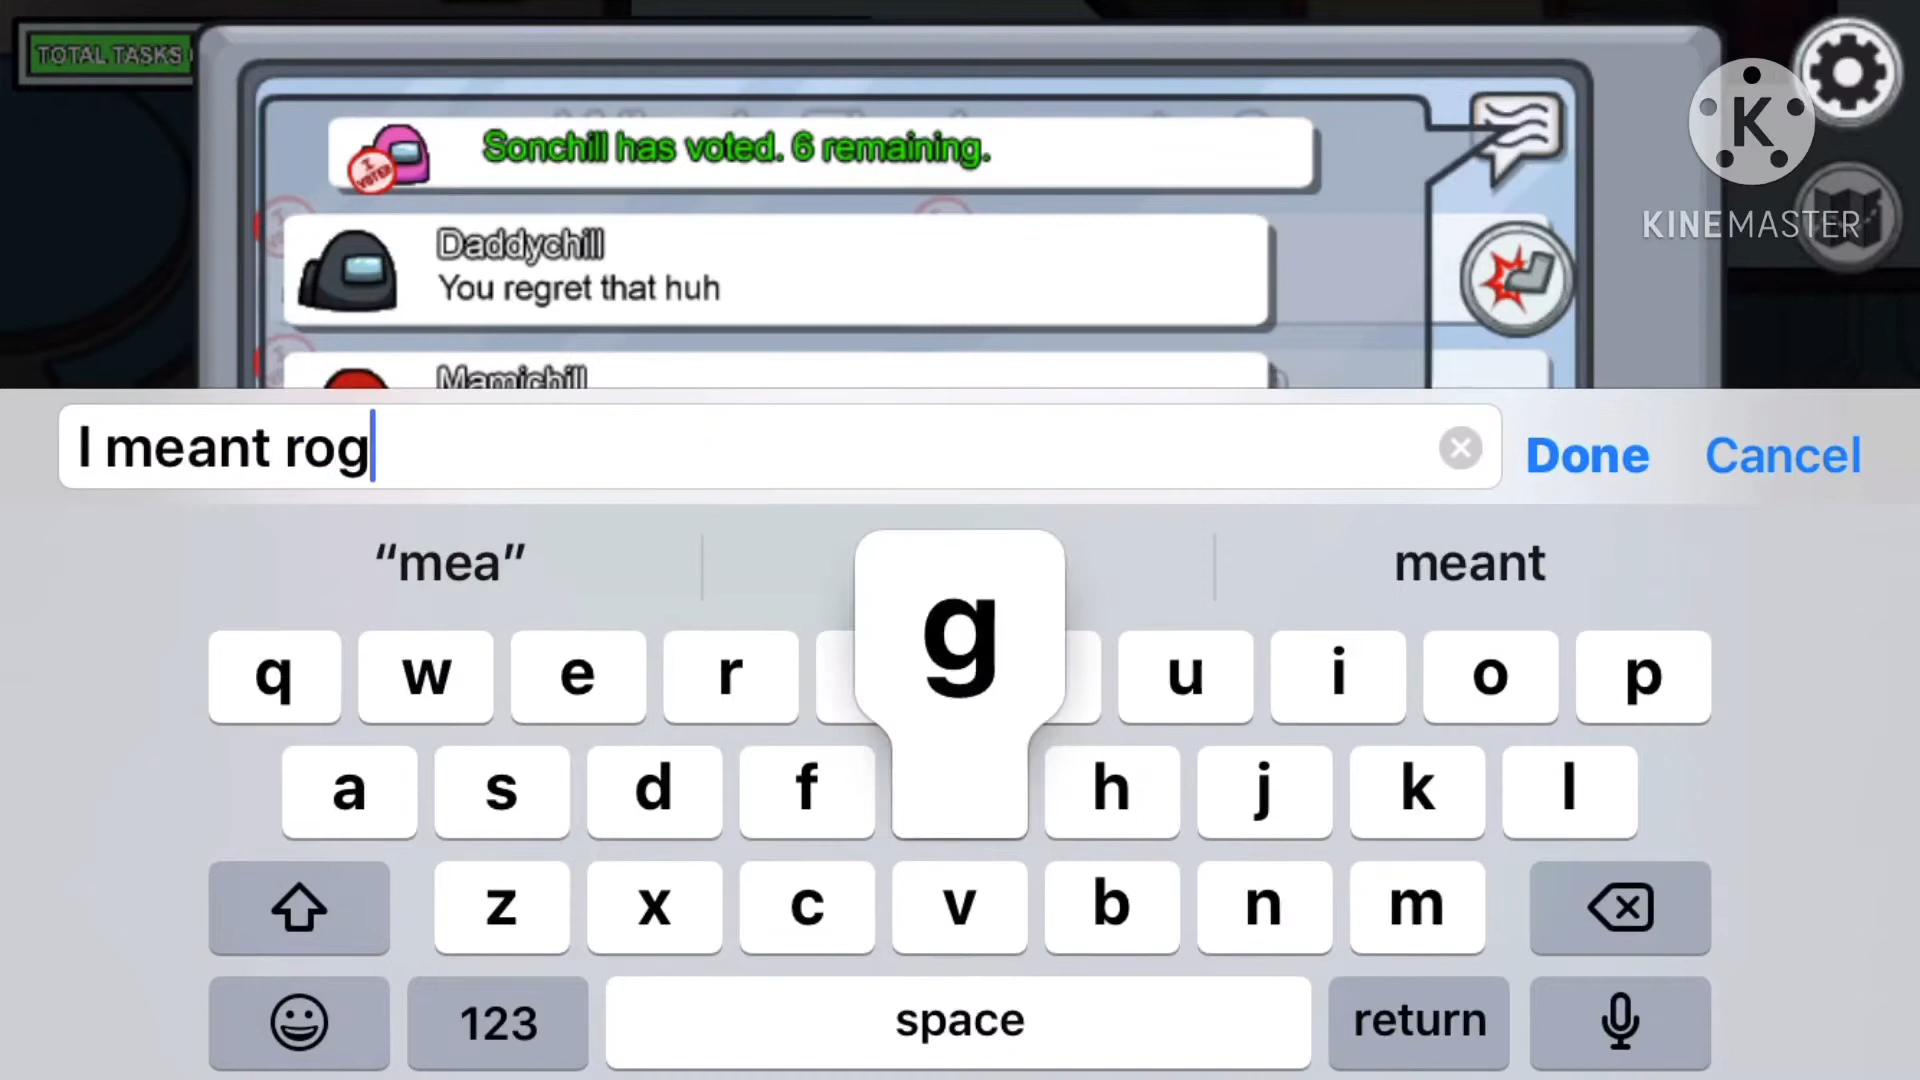 TOTAL TASKS
Sonchill has voted. 6 remaining.
I VOTED
Daddychill
You regret that huh
Mamichill
K
KINEMASTER
I meant rog
Done
Cancel
“mea”
meant
g
q w e r u i o p
a s d f h j k l
z x c v b n m
123
space
return